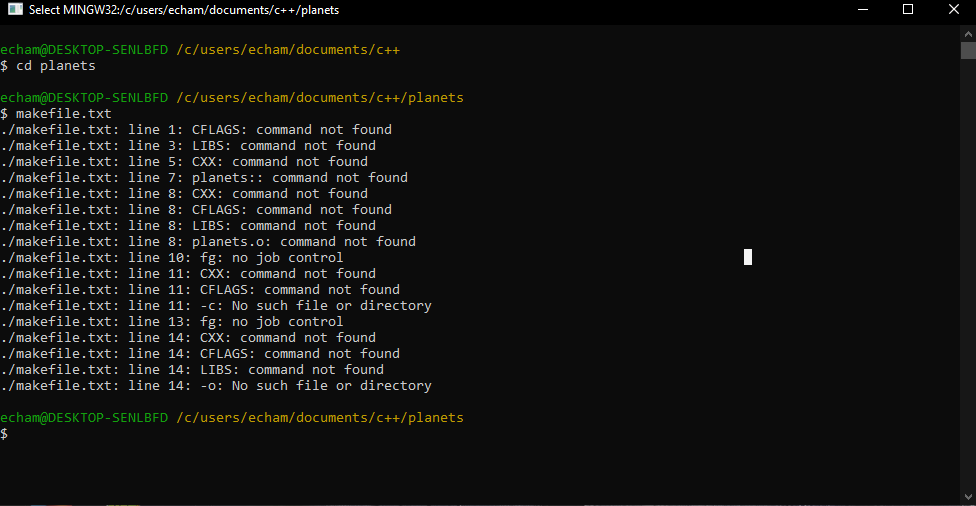 Select MINGW32:/c/users/echam/documents/c++/planets
echam@DESKTOP-SENLBFD /c/users/echam/documents/c++
$ cd planets
echam@DESKTOP-SENLBFD /c/users/echam/documents/c++/planets
$ makefile.txt
./makefile.txt: line 1: CFLAGS: command not found
./makefile.txt: line 3: LIBS: command not found
./makefile.txt: line 5: CXX: command not found
./makefile.txt: line 7: planets:: command not found
./makefile.txt: line 8: CXX: command not found
./makefile.txt: line 8: CFLAGS: command not found
./makefile.txt: line 8: LIBS: command not found
./makefile.txt: line 8: planets.o: command not found
./makefile.txt: line 10: fg: no job control
./makefile.txt: line 11: CXX: command not found
./makefile.txt: line 11: CFLAGS: command not found
./makefile.txt: line 11: -c: No such file or directory
./makefile.txt: line 13: fg: no job control
./makefile.txt: line 14: CXX: command not found
./makefile.txt: line 14: CFLAGS: command not found
./makefile.txt: line 14: LIBS: command not found
./makefile.txt: line 14: -o: No such file or directory
echam@DESKTOP-SENLBFD /c/users/echam/documents/c++/planets
$